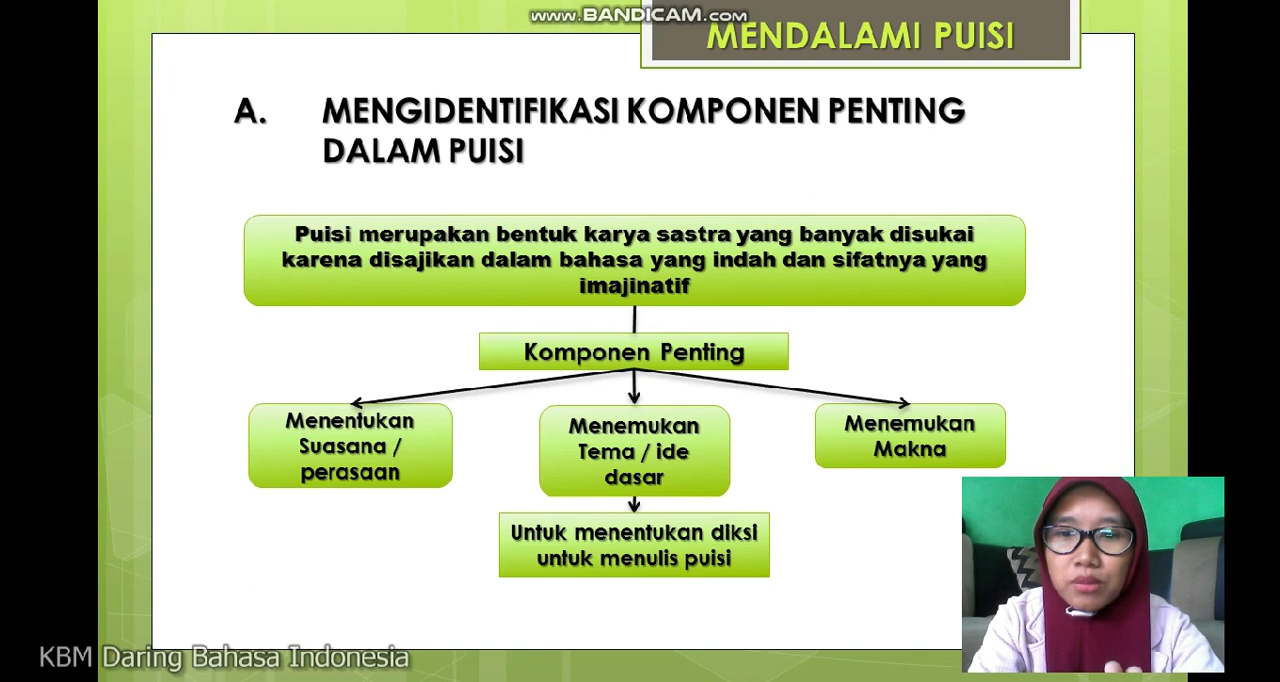 www.BANDICAM.com
MENDALAMI PUISI
A. MENGIDENTIFIKASI KOMPONEN PENTING
DALAM PUISI
Puisi merupakan bentuk karya sastra yang banyak disukai
karena disajikan dalam bahasa yang indah dan sifatnya yang
imajinatif
Komponen Penting
Menentukan
Suasana /
perasaan
Menemukan
Tema / ide
dasar
Menemukan
Makna
Untuk menentukan diksi
untuk menulis puisi
KBM Daring Bahasa Indonesia